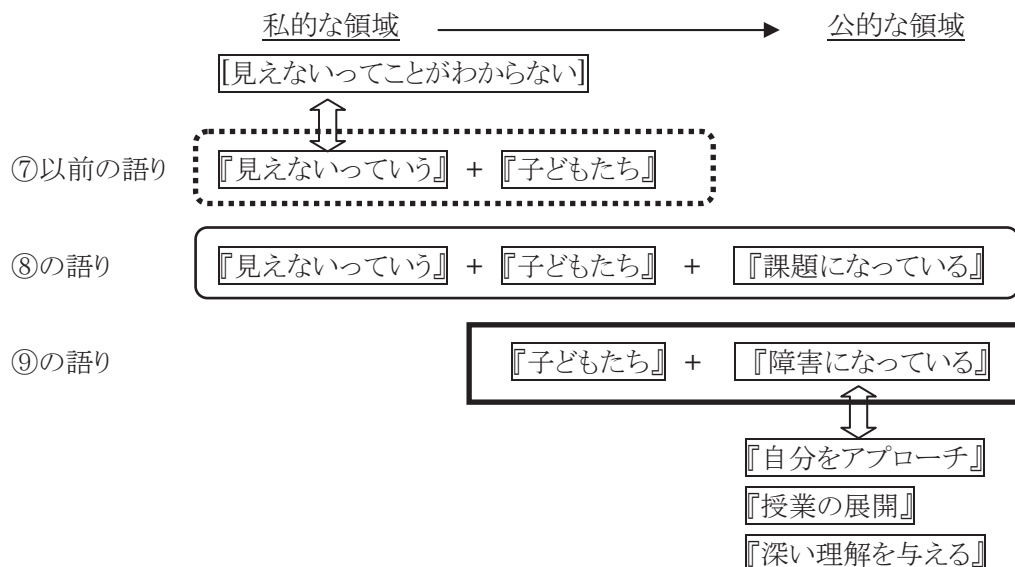 私的な領域 公的な領域
[見えないってことがわからない]
⑦以前の語り 『見えないっていう』 + 『子どもたち』
⑧の語り 『見えないっていう』 + 『子どもたち』 + 『課題になっている』
⑨の語り 『子どもたち』 + 『障害になっている』
『自分をアプローチ』
『授業の展開』
『深い理解を与える』